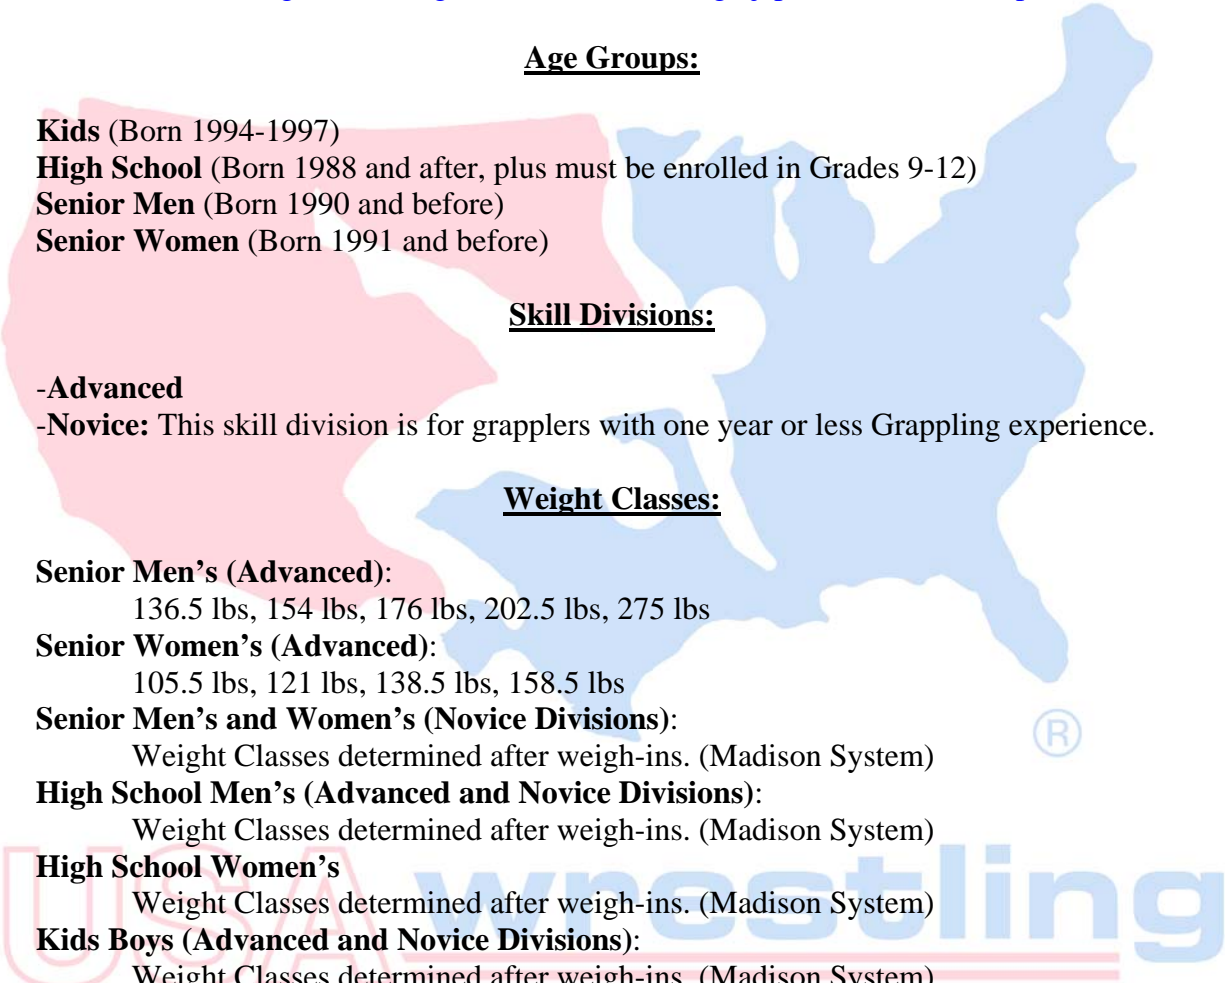 Age Groups:
Kids (Born 1994-1997)
High School (Born 1988 and after, plus must be enrolled in Grades 9-12)
Senior Men (Born 1990 and before)
Senior Women (Born 1991 and before)
Skill Divisions:
-Advanced
-Novice: This skill division is for grapplers with one year or less Grappling experience.
Weight Classes:
Senior Men’s (Advanced):
136.5 lbs, 154 lbs, 176 lbs, 202.5 lbs, 275 lbs
Senior Women’s (Advanced):
105.5 lbs, 121 lbs, 138.5 lbs, 158.5 lbs
Senior Men’s and Women’s (Novice Divisions):
Weight Classes determined after weigh-ins. (Madison System)
®
High School Men’s (Advanced and Novice Divisions):
Weight Classes determined after weigh-ins. (Madison System)
High School Women’s
Weight Classes determined after weigh-ins. (Madison System)
USA wrestling
Kids Boys (Advanced and Novice Divisions):
Weight Classes determined after weigh-ins. (Madison System)